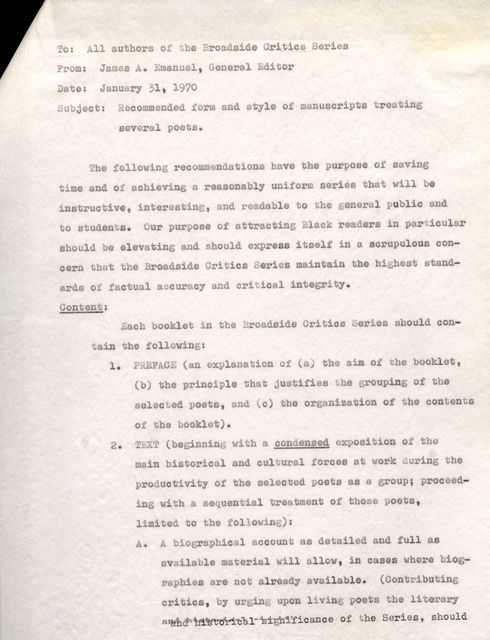 To: All authors of the Broadside Critics Series
From: James A. Emanuel, General Editor
Date: January 31, 1970
Subject: Recommended form and style of manuscripts treating
several poets.
The following recommendations have the purpose of saving
time and of achieving a reasonably uniform series that will be
instructive, interesting, and readable to the general public and
to students. Our purpose of attracting Black readers in particular
should be elevating and should express itself in a scrupulous con-
cern that the Broadside Critics Series maintain the highest stand-
ards of factual accuracy and critical integrity.
Content:
Each booklet in the Broadside Critics Series should con-
tain the following:
1. PREFACE (an explanation of (a) the aim of the booklet,
(b) the principle that justifies the grouping of the
selected poets, and (c) the organization of the contents
of the booklet).
2. TEXT (beginning with a condensed exposition of the
main historical and cultural forces at work during the
productivity of the selected poets as a group; proceed-
ing with a sequential treatment of those poets,
limited to the following):
A. A biographical account as detailed and full as
available material will allow, in cases where biog-
raphies are not already available. (Contributing
critics, by urging upon living poets the literary
and historical significance of the Series, should